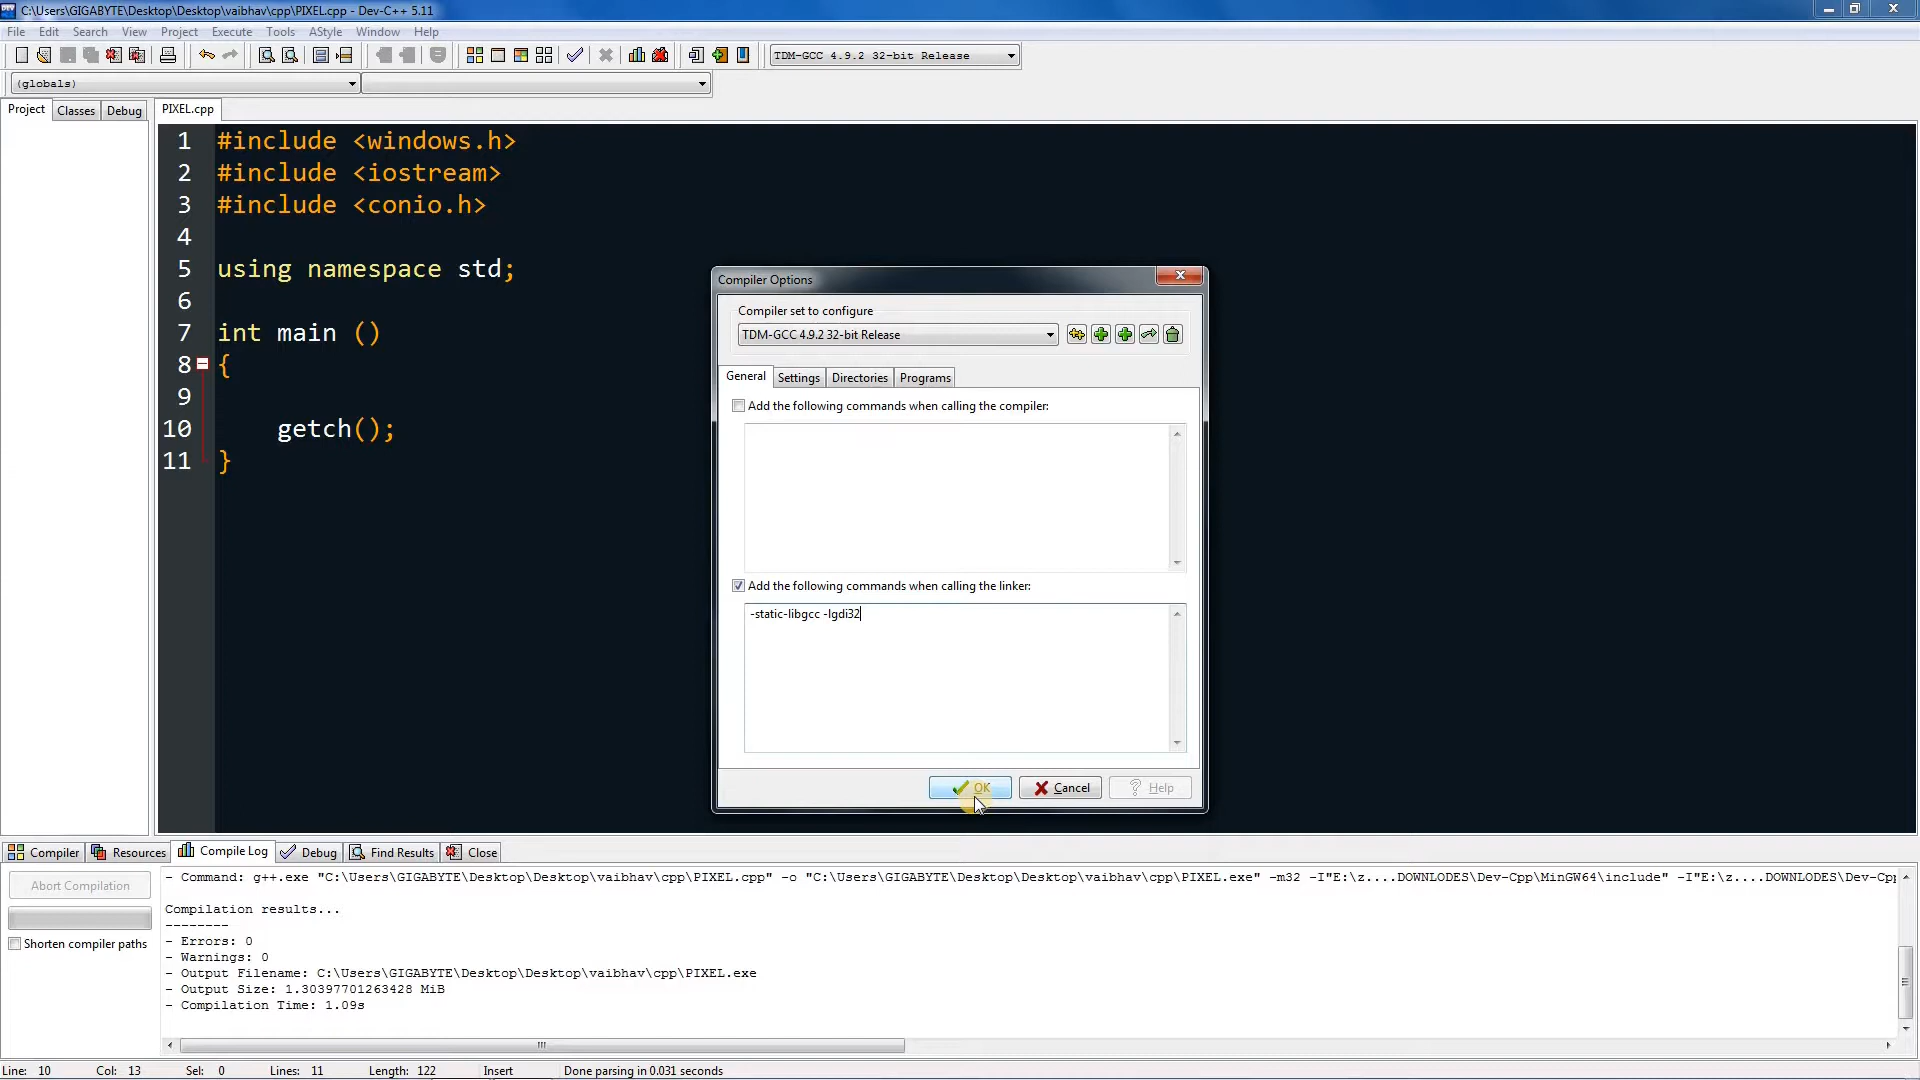 C:\Users\GIGABYTE\Desktop\Desktop\vaibhav\cpp\PIXEL.cpp - Dev-C++ 5.11
File Edit Search View Project Execute Tools AStyle Window Help
TDM-GCC 4.9.2 32-bit Release
(globals)
Project Classes Debug PIXEL.cpp
1 #include <windows.h>
2 #include <iostream>
3 #include <conio.h>
4
5 using namespace std;
6
7 int main ()
8 {
9
10 getch();
11 }
Compiler Options
Compiler set to configure
TDM-GCC 4.9.2 32-bit Release
General Settings Directories Programs
Add the following commands when calling the compiler:
Add the following commands when calling the linker:
-static-libgcc -lgdi32
OK Cancel Help
Compiler Resources Compile Log Debug Find Results Close
Abort Compilation
Shorten compiler paths
- Command: g++.exe "C:\Users\GIGABYTE\Desktop\Desktop\vaibhav\cpp\PIXEL.cpp" -o "C:\Users\GIGABYTE\Desktop\Desktop\vaibhav\cpp\PIXEL.exe" -m32 -I"E:\z....DOWNLODES\Dev-Cpp\MinGW64\include" -I"E:\z....DOWNLODES\Dev-Cpp
Compilation results...
--------
- Errors: 0
- Warnings: 0
- Output Filename: C:\Users\GIGABYTE\Desktop\Desktop\vaibhav\cpp\PIXEL.exe
- Output Size: 1.30397701263428 MiB
- Compilation Time: 1.09s
Line: 10 Col: 13 Sel: 0 Lines: 11 Length: 122 Insert Done parsing in 0.031 seconds